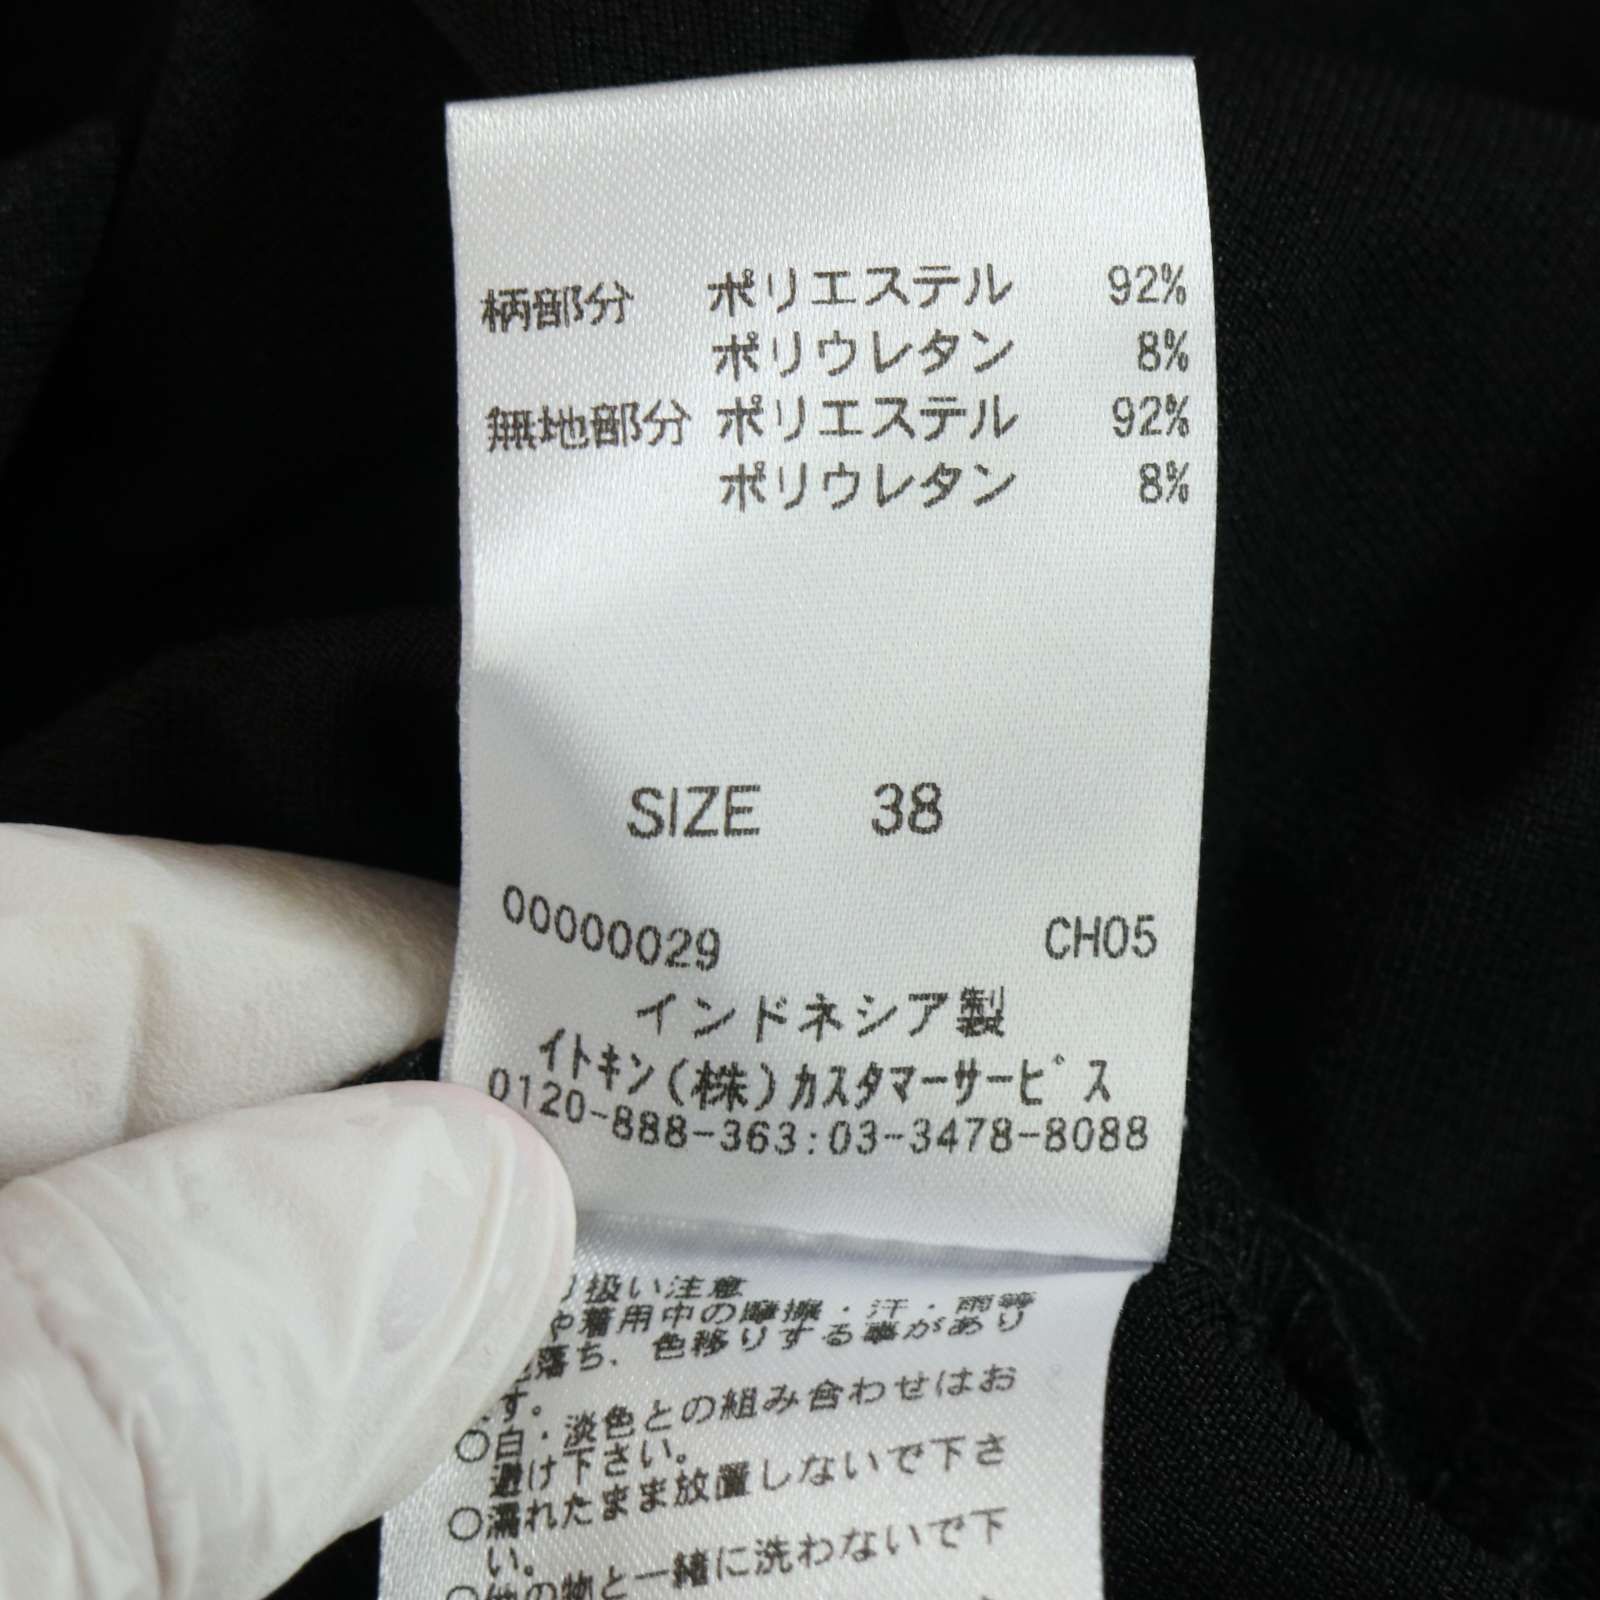 柄部分 ポリエステル 92%
ポリウレタン 8%
無地部分 ポリエステル 92%
ポリウレタン 8%
SIZE 38
00000029 CH05
インドネシア製
イトキン(株)カスタマーサービス
0120-888-363:03-3478-8088
り扱い注意
や着用中の摩擦・汗・雨等
落ち、色移りする事があり
す。
○白・淡色との組み合わせはお
避け下さい。
○濡れたまま放置しないで下さ
い。
の物と一緒に洗わないで下